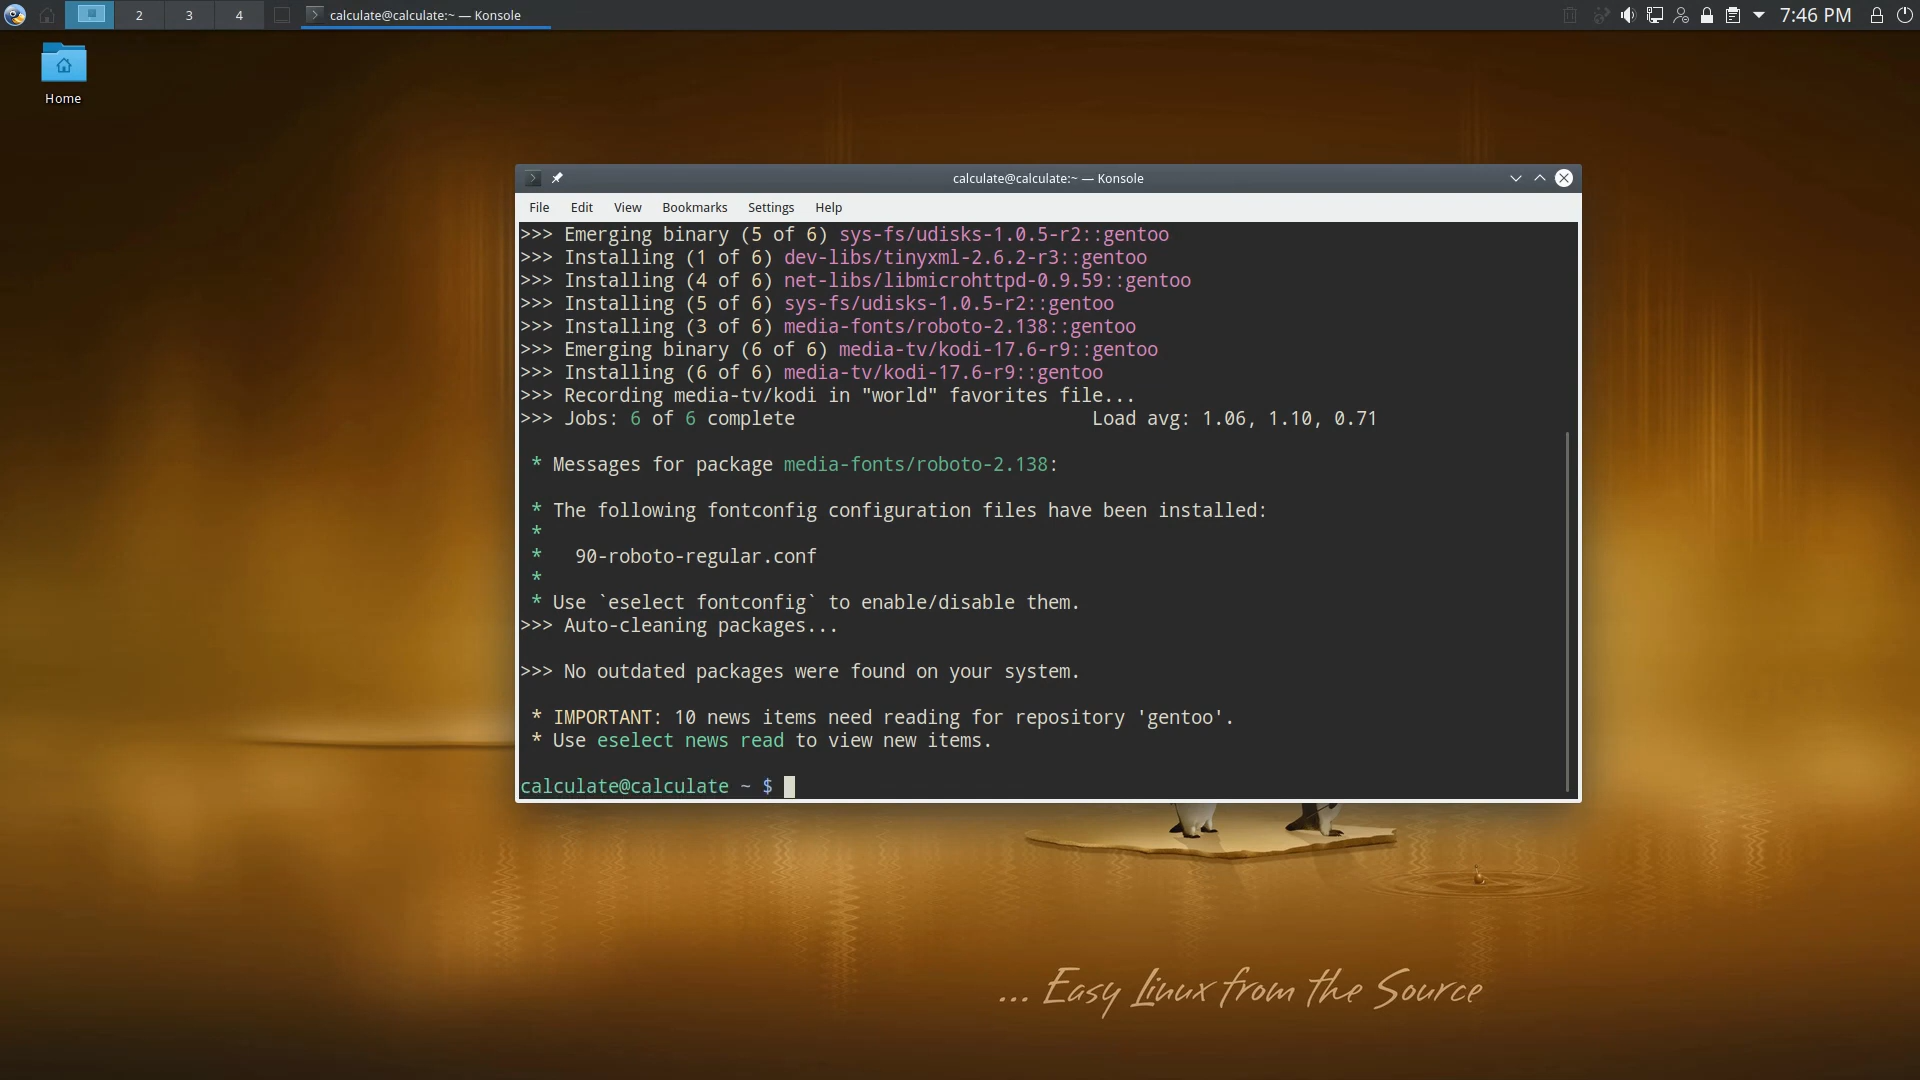 2 3 4 calculate@calculate:~ — Konsole 7:46 PM
Home
calculate@calculate:~ — Konsole
File Edit View Bookmarks Settings Help
>>> Emerging binary (5 of 6) sys-fs/udisks-1.0.5-r2::gentoo
>>> Installing (1 of 6) dev-libs/tinyxml-2.6.2-r3::gentoo
>>> Installing (4 of 6) net-libs/libmicrohttpd-0.9.59::gentoo
>>> Installing (5 of 6) sys-fs/udisks-1.0.5-r2::gentoo
>>> Installing (3 of 6) media-fonts/roboto-2.138::gentoo
>>> Emerging binary (6 of 6) media-tv/kodi-17.6-r9::gentoo
>>> Installing (6 of 6) media-tv/kodi-17.6-r9::gentoo
>>> Recording media-tv/kodi in "world" favorites file...
>>> Jobs: 6 of 6 complete                           Load avg: 1.06, 1.10, 0.71
 * Messages for package media-fonts/roboto-2.138:
 * The following fontconfig configuration files have been installed:
 *
 *   90-roboto-regular.conf
 *
 * Use `eselect fontconfig` to enable/disable them.
>>> Auto-cleaning packages...
>>> No outdated packages were found on your system.
 * IMPORTANT: 10 news items need reading for repository 'gentoo'.
 * Use eselect news read to view new items.
calculate@calculate ~ $
... Easy Linux from the Source